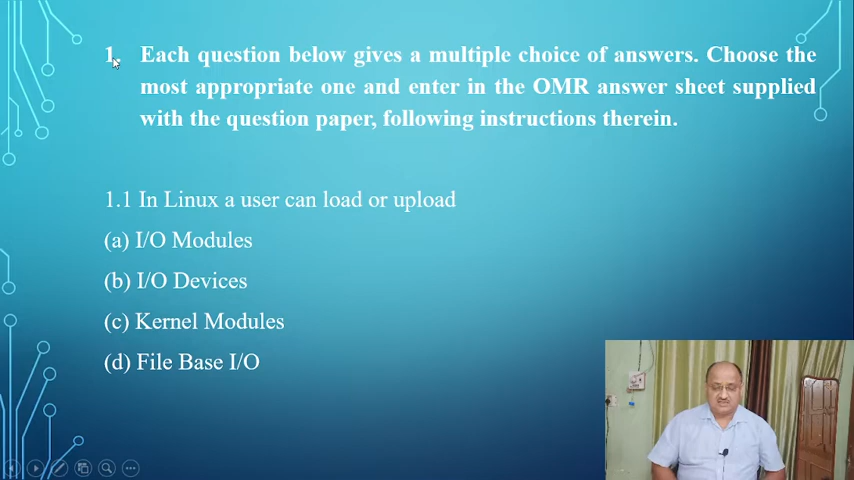 1. Each question below gives a multiple choice of answers. Choose the
most appropriate one and enter in the OMR answer sheet supplied
with the question paper, following instructions therein.
1.1 In Linux a user can load or upload
(a) I/O Modules
(b) I/O Devices
(c) Kernel Modules
(d) File Base I/O